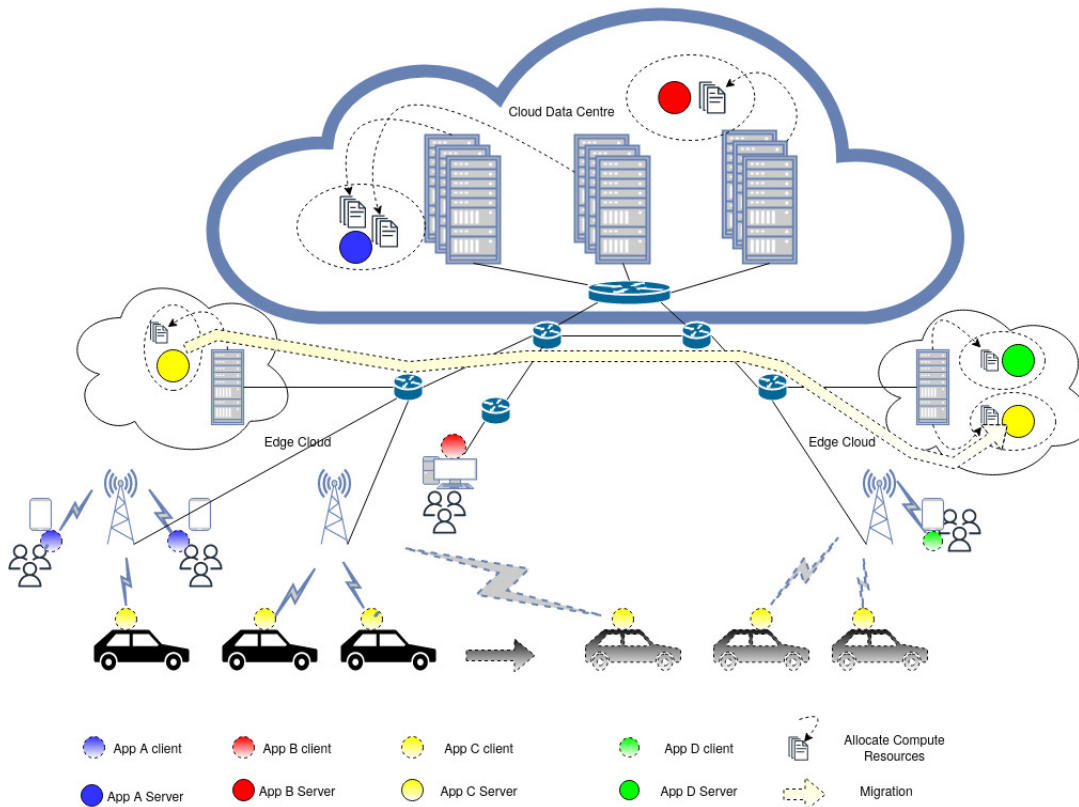 Cloud Data Centre
Edge Cloud
Edge Cloud
App A client
App B client
App C client
App D client
Allocate Compute
Resources
App A Server
App B Server
App C Server
App D Server
Migration